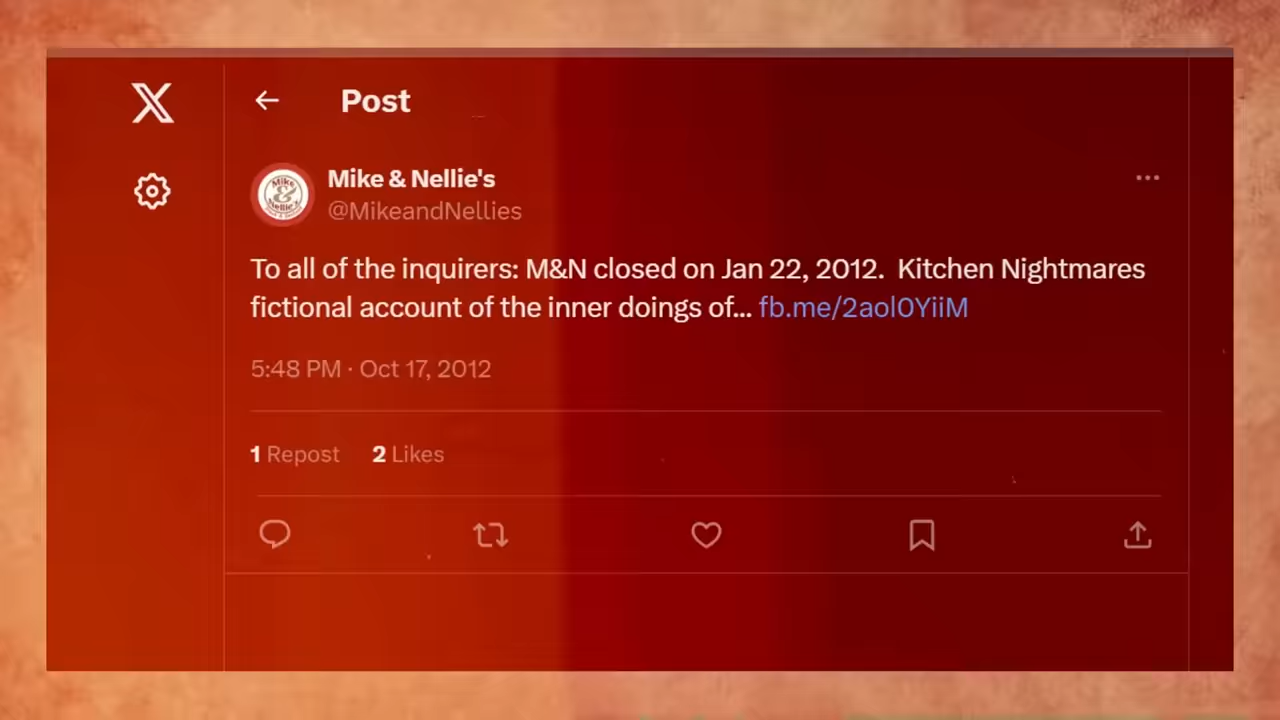 Post
Mike & Nellie's
@MikeandNellies
To all of the inquirers: M&N closed on Jan 22, 2012.  Kitchen Nightmares
fictional account of the inner doings of... fb.me/2aol0YiiM
5:48 PM · Oct 17, 2012
1 Repost 2 Likes